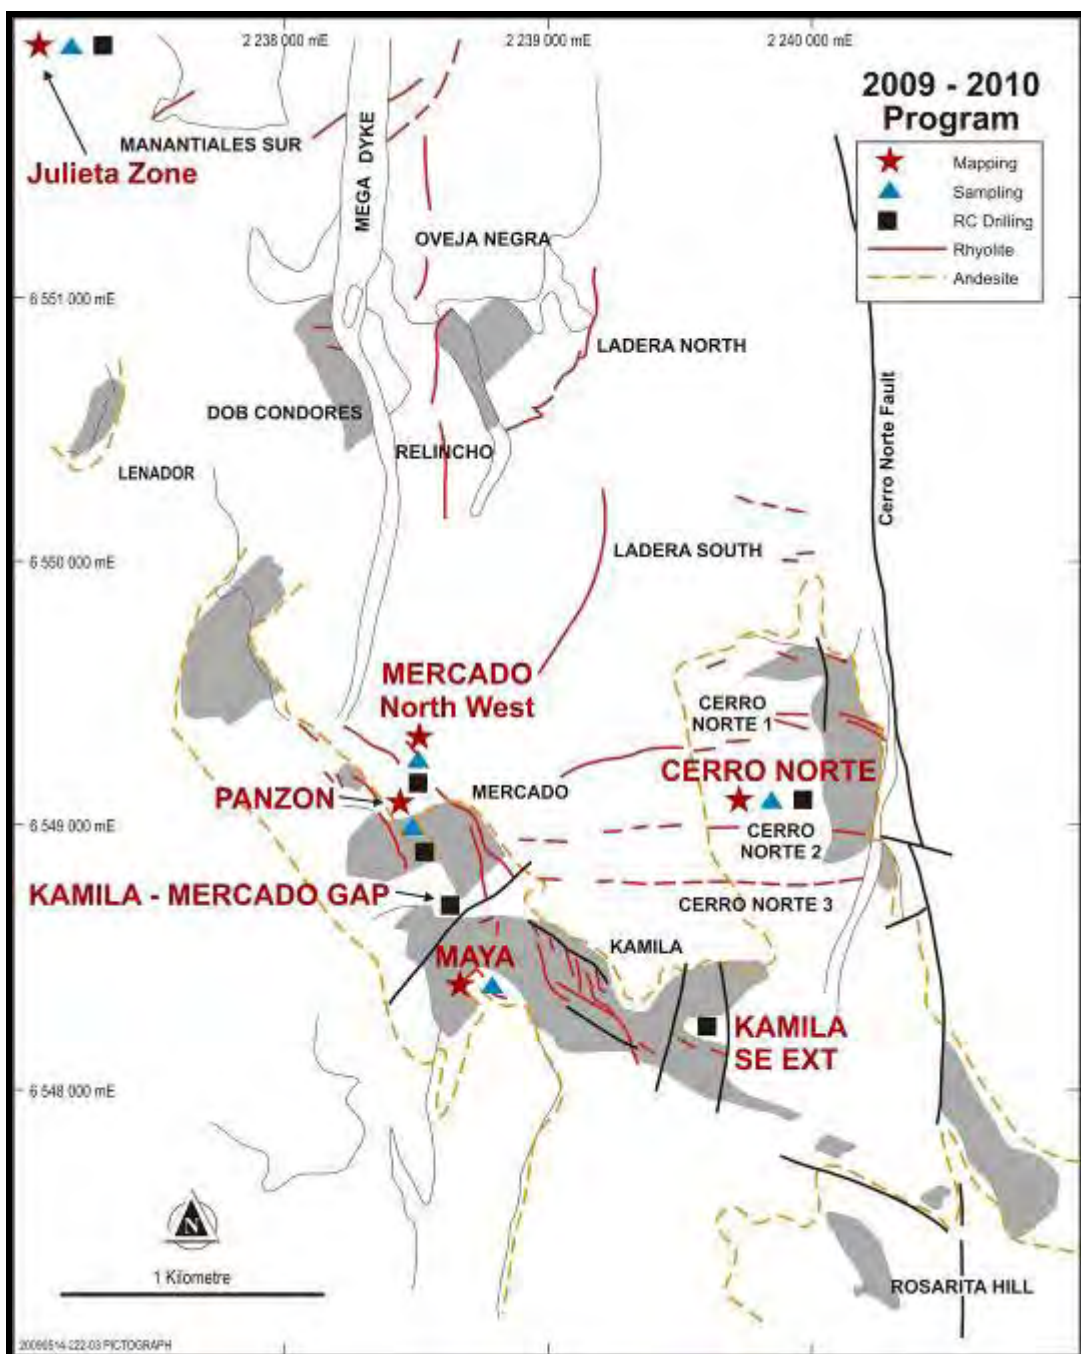 2 238 000 mE
2 239 000 mE
2 240 000 mE
2009 - 2010
Program
Mapping
Sampling
RC Drilling
Rhyolite
Andesite
MANANTIALES SUR
Julieta Zone
MEGA DYKE
OVEJA NEGRA
6 551 000 mE
LADERA NORTH
DOB CONDORES
RELINCHO
LENADOR
Cerro Norte Fault
LADERA SOUTH
6 550 000 mE
MERCADO
North West
CERRO
NORTE 1
CERRO NORTE
PANZON
MERCADO
6 549 000 mE
CERRO
NORTE 2
KAMILA - MERCADO GAP
CERRO NORTE 3
KAMILA
MAYA
KAMILA
SE EXT
6 548 000 mE
N
1 Kilometre
ROSARITA HILL
PICTOGRAPH